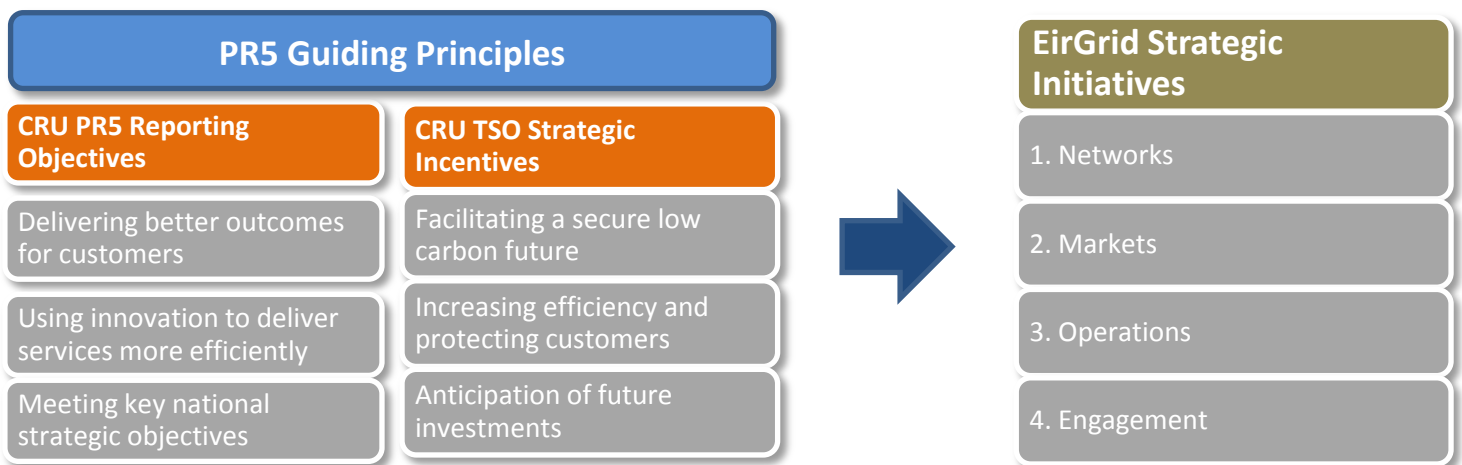 PR5 Guiding Principles
CRU PR5 Reporting
Objectives
Delivering better outcomes
for customers
Using innovation to deliver
services more efficiently
Meeting key national
strategic objectives
CRU TSO Strategic
Incentives
Facilitating a secure low
carbon future
Increasing efficiency and
protecting customers
Anticipation of future
investments
EirGrid Strategic
Initiatives
1. Networks
2. Markets
3. Operations
4. Engagement